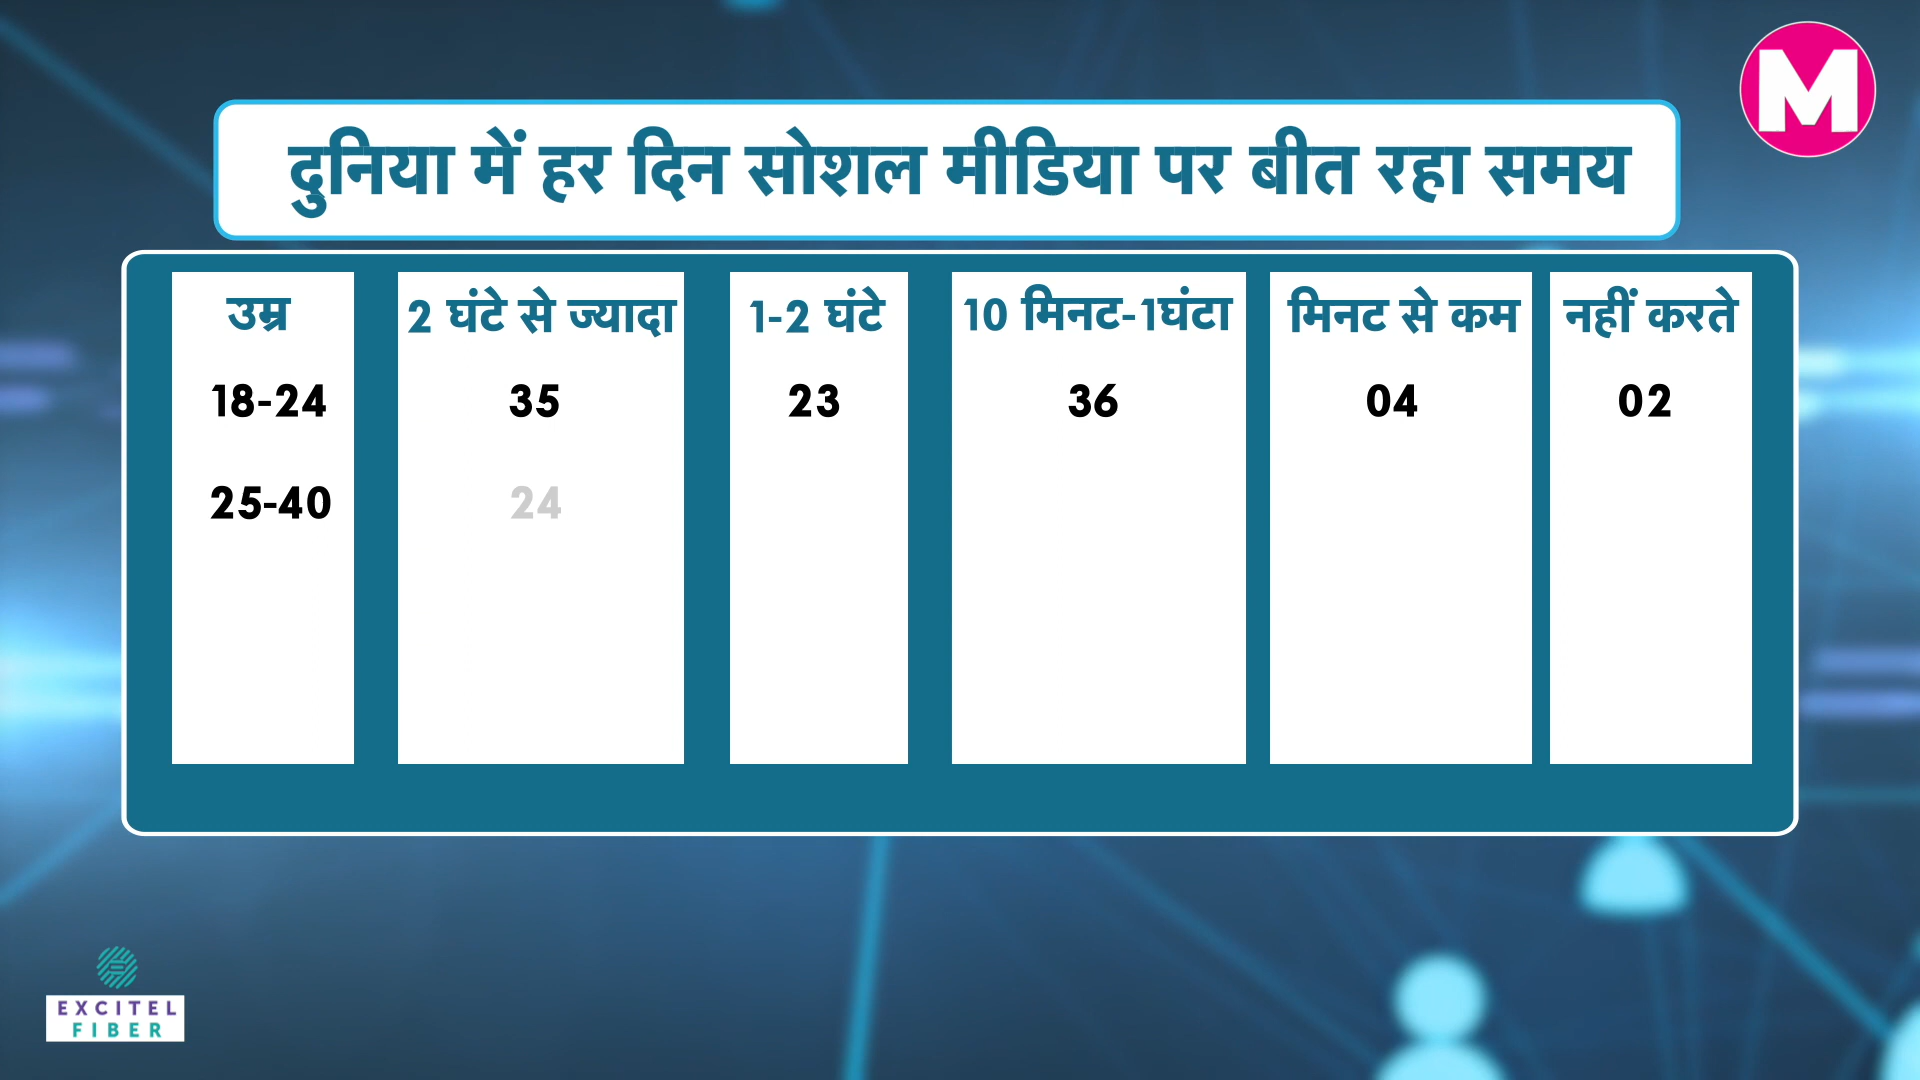 M
दुनिया में हर दिन सोशल मीडिया पर बीत रहा समय
उम्र 2 घंटे से ज्यादा 1-2 घंटे 10 मिनट-1घंटा मिनट से कम नहीं करते
18-24 35 23 36 04 02
25-40 24
EXCITEL
FIBER